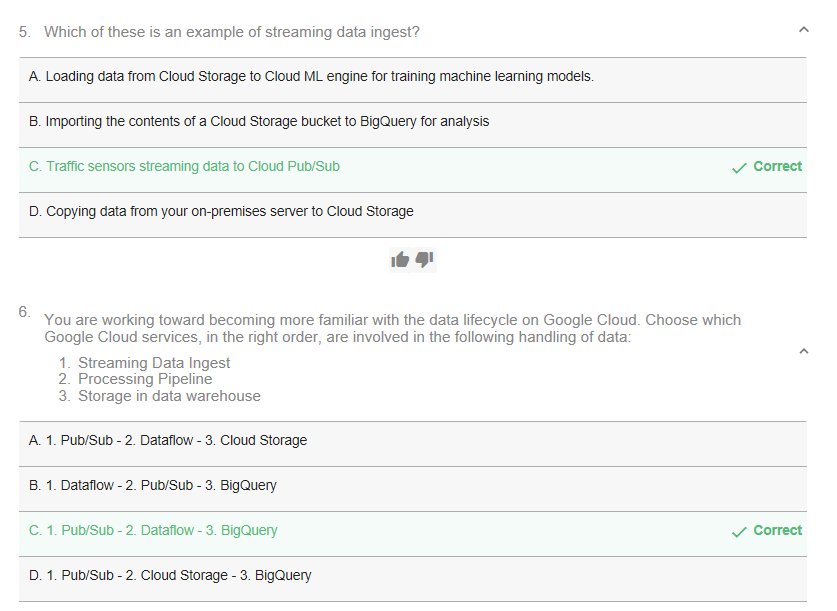 5. Which of these is an example of streaming data ingest?
A. Loading data from Cloud Storage to Cloud ML engine for training machine learning models.
B. Importing the contents of a Cloud Storage bucket to BigQuery for analysis
C. Traffic sensors streaming data to Cloud Pub/Sub Correct
D. Copying data from your on-premises server to Cloud Storage
6. You are working toward becoming more familiar with the data lifecycle on Google Cloud. Choose which
Google Cloud services, in the right order, are involved in the following handling of data:
1. Streaming Data Ingest
2. Processing Pipeline
3. Storage in data warehouse
A. 1. Pub/Sub - 2. Dataflow - 3. Cloud Storage
B. 1. Dataflow - 2. Pub/Sub - 3. BigQuery
C. 1. Pub/Sub - 2. Dataflow - 3. BigQuery Correct
D. 1. Pub/Sub - 2. Cloud Storage - 3. BigQuery